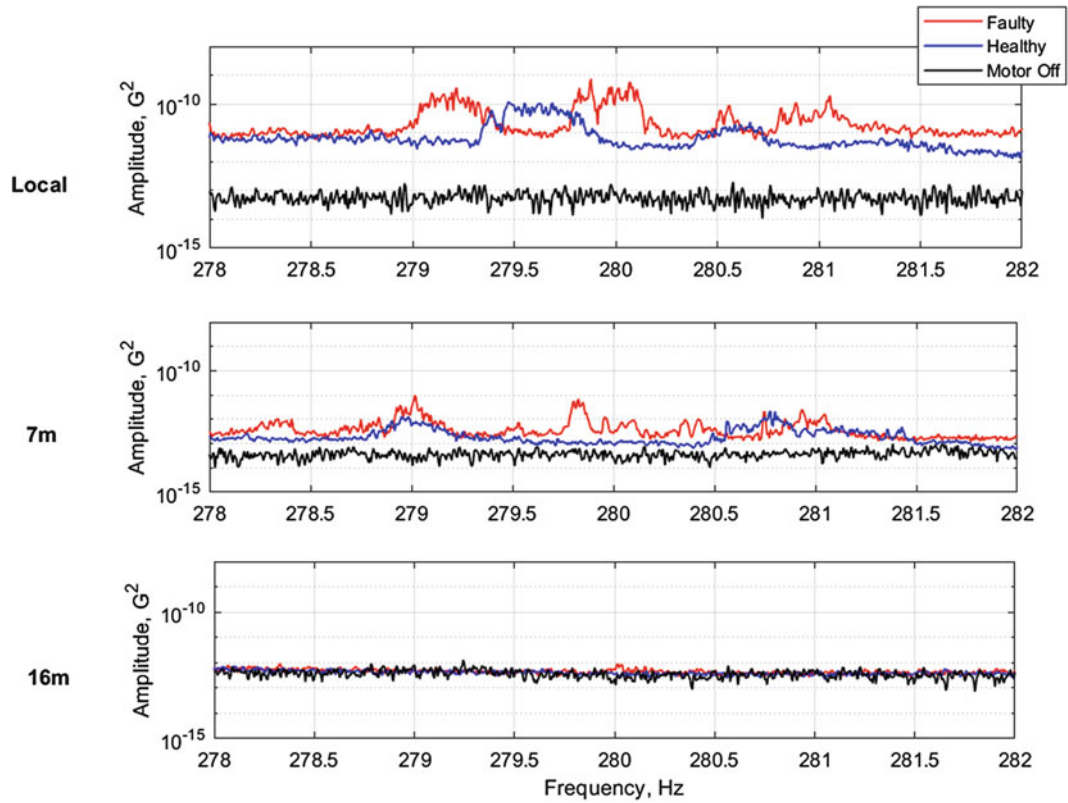 Faulty
Healthy
Motor Off
Local
Amplitude, G²
10⁻¹⁰
10⁻¹⁵
278 278.5 279 279.5 280 280.5 281 281.5 282
7m
Amplitude, G²
10⁻¹⁰
10⁻¹⁵
278 278.5 279 279.5 280 280.5 281 281.5 282
16m
Amplitude, G²
10⁻¹⁰
10⁻¹⁵
278 278.5 279 279.5 280 280.5 281 281.5 282
Frequency, Hz